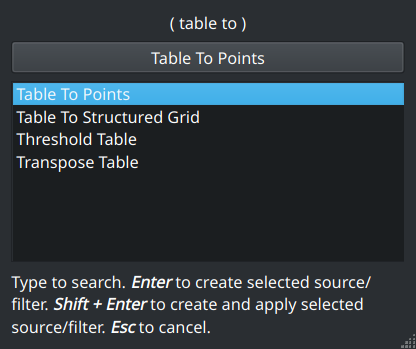 ( table to )
Table To Points
Table To Points
Table To Structured Grid
Threshold Table
Transpose Table
Type to search. Enter to create selected source/
filter. Shift + Enter to create and apply selected
source/filter. Esc to cancel.